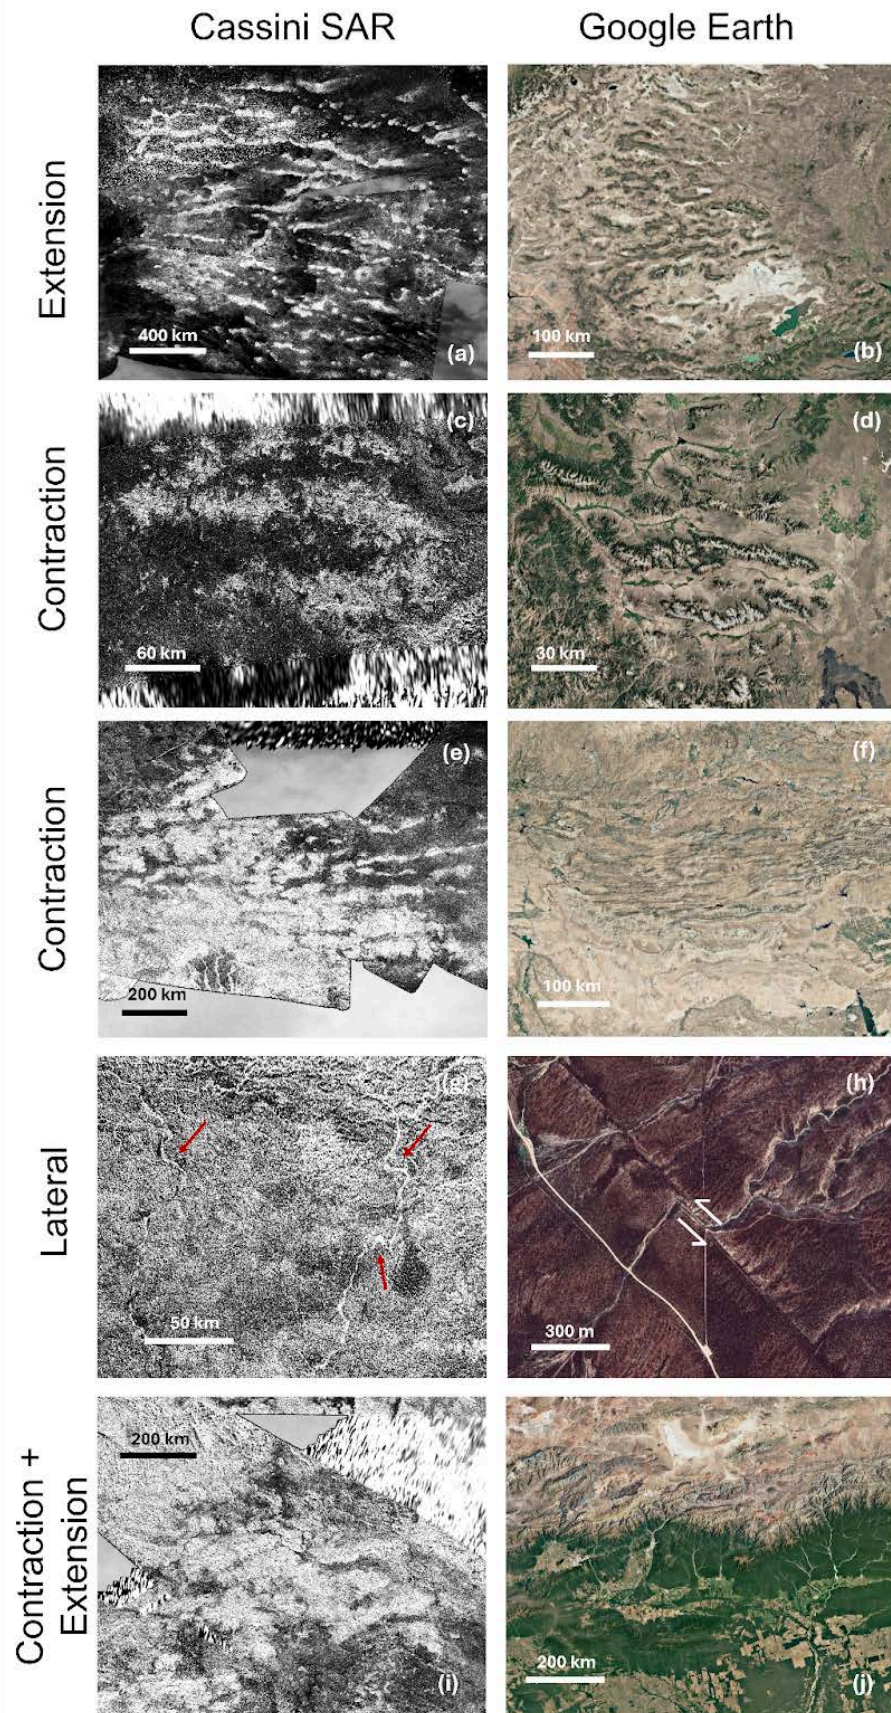 Cassini SAR
Google Earth
Extension
400 km
(a)
100 km
(b)
Contraction
(c)
60 km
(d)
30 km
Contraction
(e)
200 km
(f)
100 km
Lateral
(g)
50 km
(h)
300 m
Contraction +
Extension
200 km
(i)
200 km
(j)